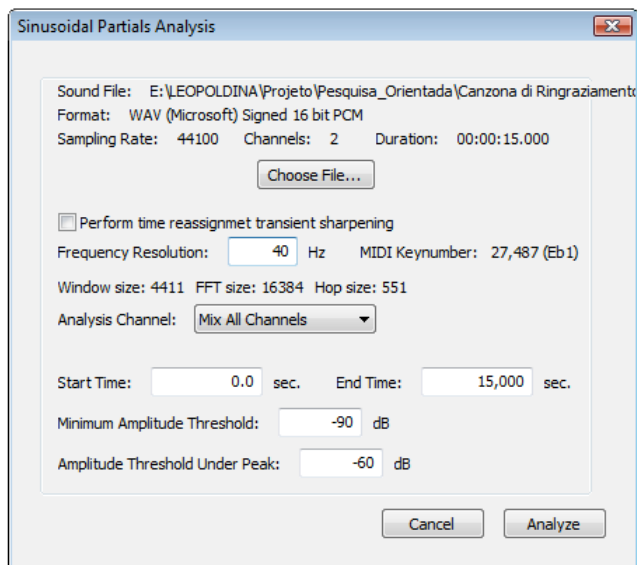 Sinusoidal Partials Analysis
Sound File: E:\LEOPOLDINA\Projeto\Pesquisa_Orientada\Canzona di Ringraziamento
Format: WAV (Microsoft) Signed 16 bit PCM
Sampling Rate: 44100 Channels: 2 Duration: 00:00:15.000
Choose File...
Perform time reassignmet transient sharpening
Frequency Resolution: 40 Hz MIDI Keynumber: 27,487 (Eb1)
Window size: 4411 FFT size: 16384 Hop size: 551
Analysis Channel: Mix All Channels
Start Time: 0.0 sec. End Time: 15,000 sec.
Minimum Amplitude Threshold: -90 dB
Amplitude Threshold Under Peak: -60 dB
Cancel Analyze